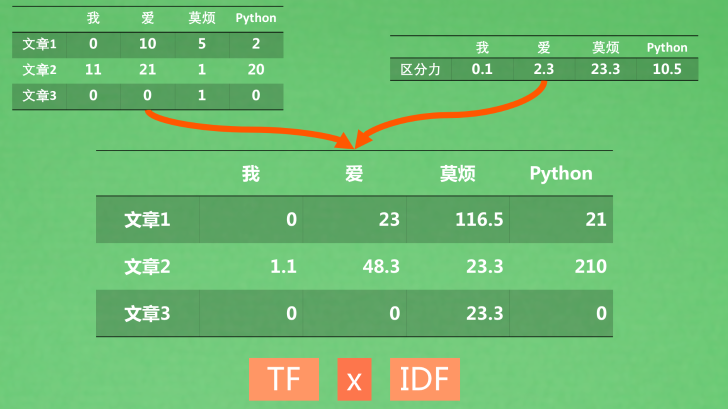 我 爱 莫烦 Python
文章1 0 10 5 2
文章2 11 21 1 20
文章3 0 0 1 0
我 爱 莫烦 Python
区分力 0.1 2.3 23.3 10.5
我 爱 莫烦 Python
文章1 0 23 116.5 21
文章2 1.1 48.3 23.3 210
文章3 0 0 23.3 0
TF x IDF